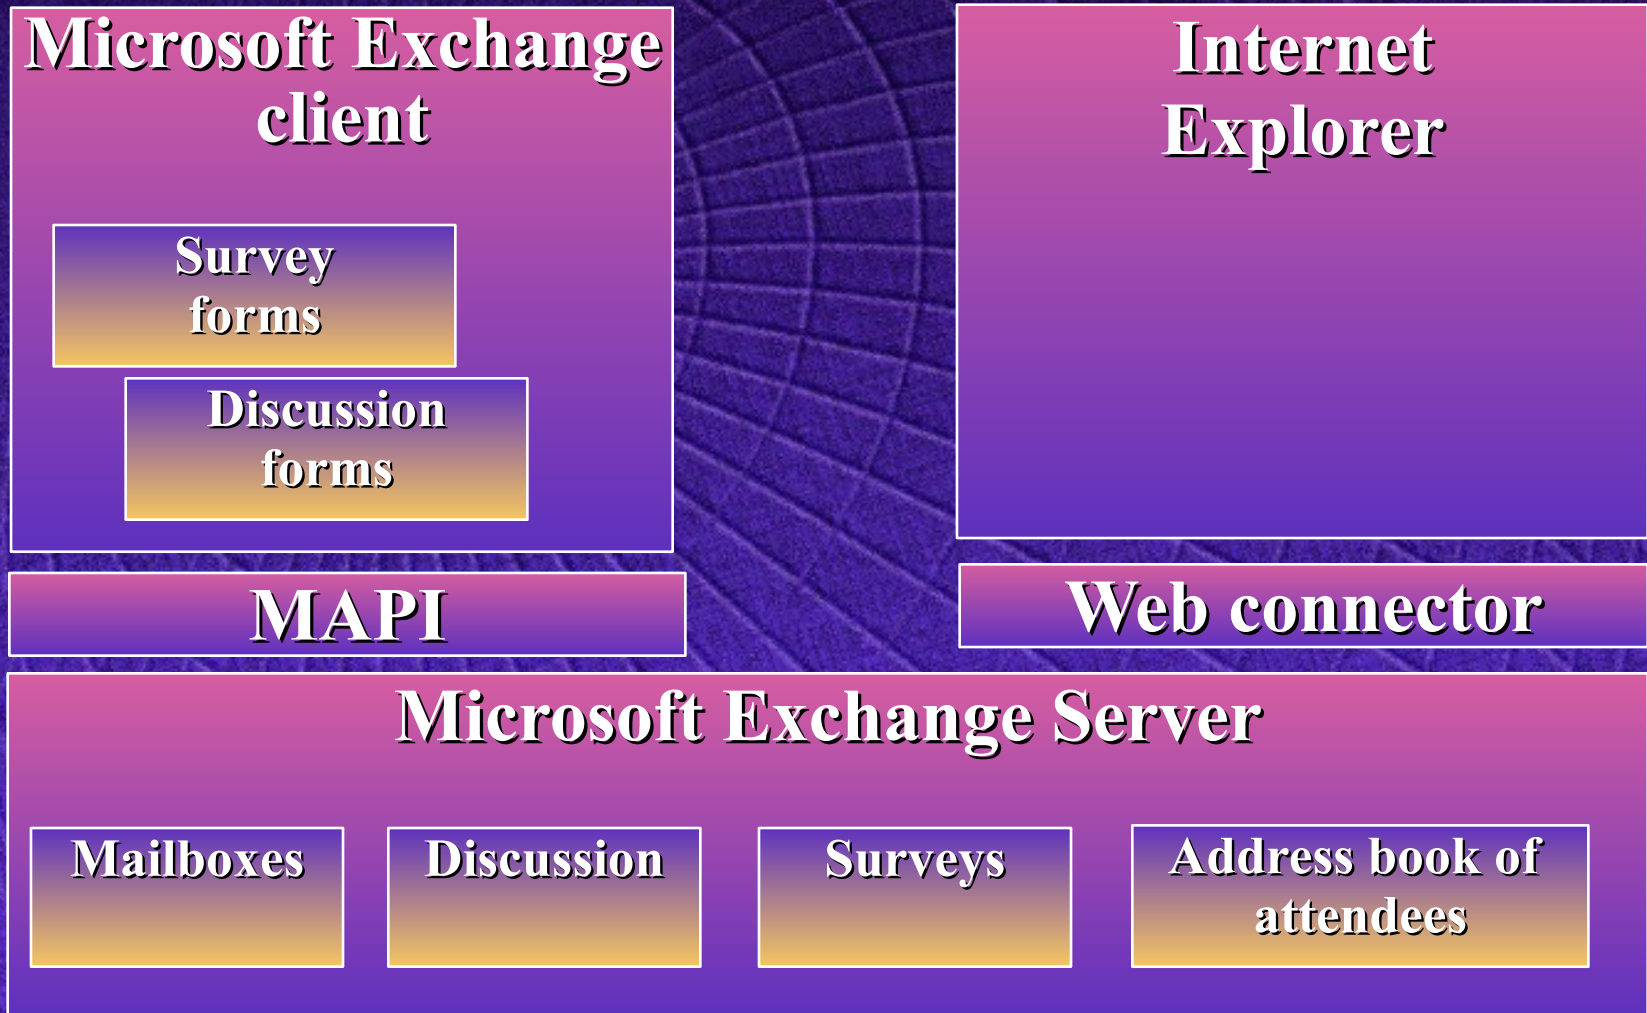 Microsoft Exchange
client
Survey
forms
Discussion
forms
Internet
Explorer
MAPI
Web connector
Microsoft Exchange Server
Mailboxes
Discussion
Surveys
Address book of
attendees